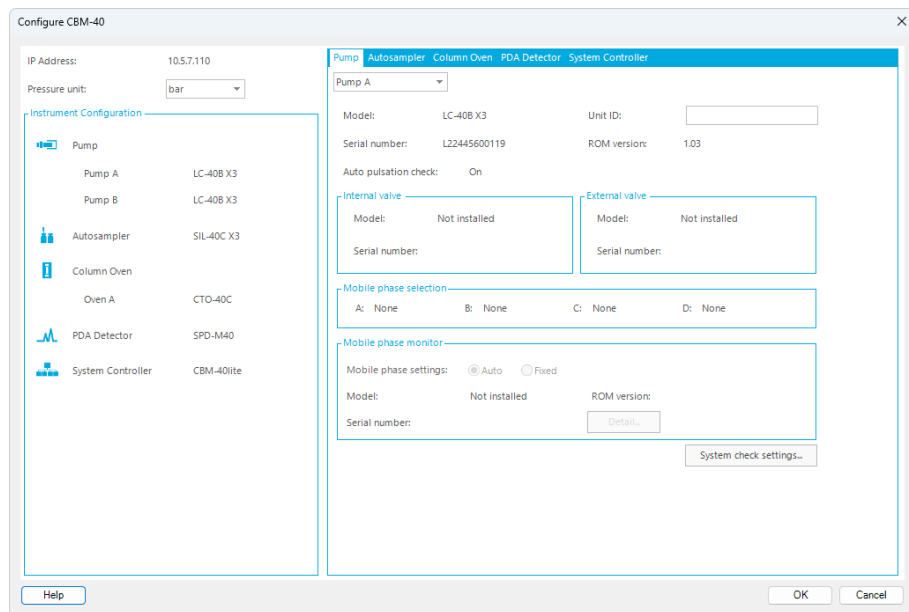 Configure CBM-40
IP Address: 10.5.7.110
Pressure unit: bar
Instrument Configuration
Pump
Pump A LC-40B X3
Pump B LC-40B X3
Autosampler SIL-40C X3
Column Oven
Oven A CTO-40C
PDA Detector SPD-M40
System Controller CBM-40lite
Pump Autosampler Column Oven PDA Detector System Controller
Pump A
Model: LC-40B X3 Unit ID:
Serial number: L22445600119 ROM version: 1.03
Auto pulsation check: On
Internal valve
Model: Not installed
Serial number:
External valve
Model: Not installed
Serial number:
Mobile phase selection
A: None B: None C: None D: None
Mobile phase monitor
Mobile phase settings: Auto Fixed
Model: Not installed ROM version:
Serial number: Detail...
System check settings...
Help OK Cancel